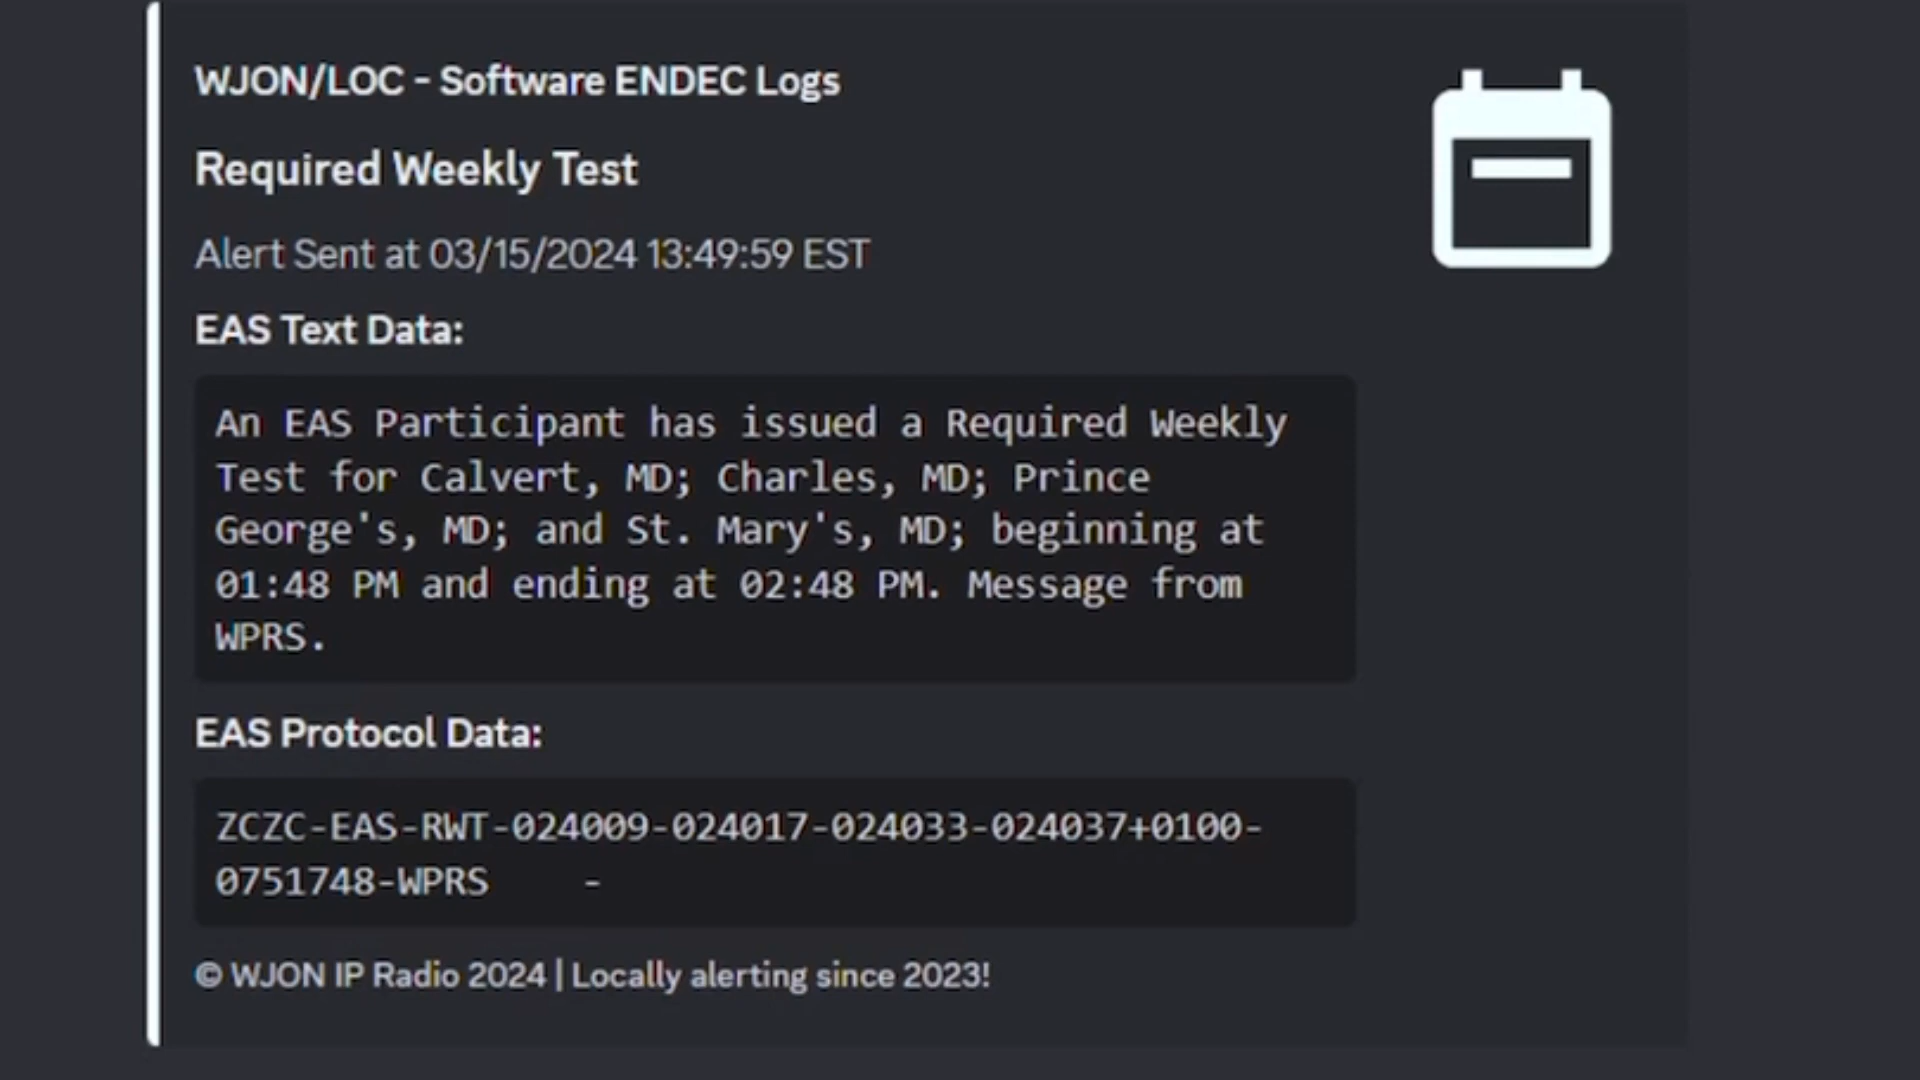 WJON/LOC - Software ENDEC Logs
Required Weekly Test
Alert Sent at 03/15/2024 13:49:59 EST
EAS Text Data:
An EAS Participant has issued a Required Weekly
Test for Calvert, MD; Charles, MD; Prince
George's, MD; and St. Mary's, MD; beginning at
01:48 PM and ending at 02:48 PM. Message from
WPRS.
EAS Protocol Data:
ZCZC-EAS-RWT-024009-024017-024033-024037+0100-
0751748-WPRS    -
© WJON IP Radio 2024 | Locally alerting since 2023!